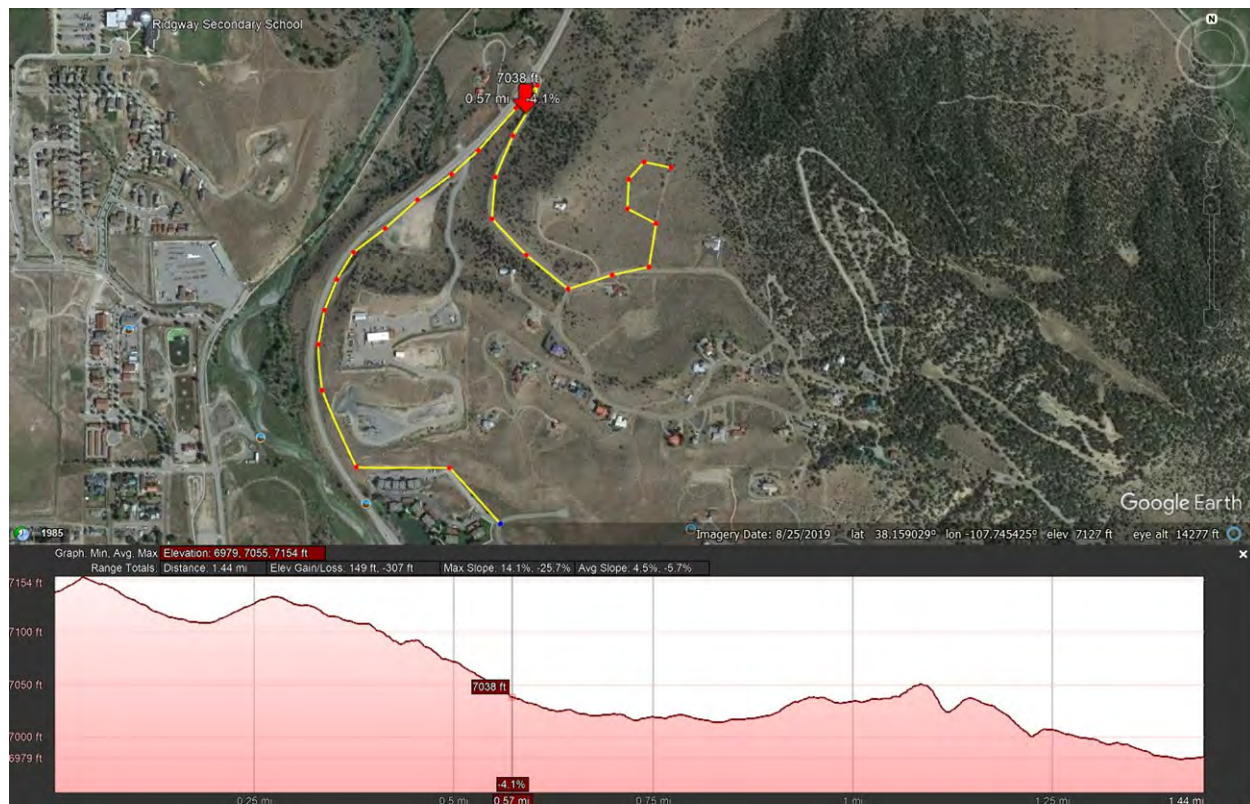 Ridgway Secondary School
N
7038 ft
0.57 mi -4.1%
Google Earth
1985
Imagery Date: 8/25/2019 lat 38.159029° lon -107.745425° elev 7127 ft eye alt 14277 ft
Graph: Min, Avg, Max Elevation: 6979, 7055, 7154 ft
Range Totals: Distance: 1.44 mi Elev Gain/Loss: 149 ft, -307 ft Max Slope: 14.1%, -25.7% Avg Slope: 4.5%, -5.7%
7154 ft
7100 ft
7050 ft
7038 ft
7000 ft
6979 ft
-4.1%
0.25 mi 0.5 mi 0.57 mi 0.75 mi 1 mi 1.25 mi 1.44 mi